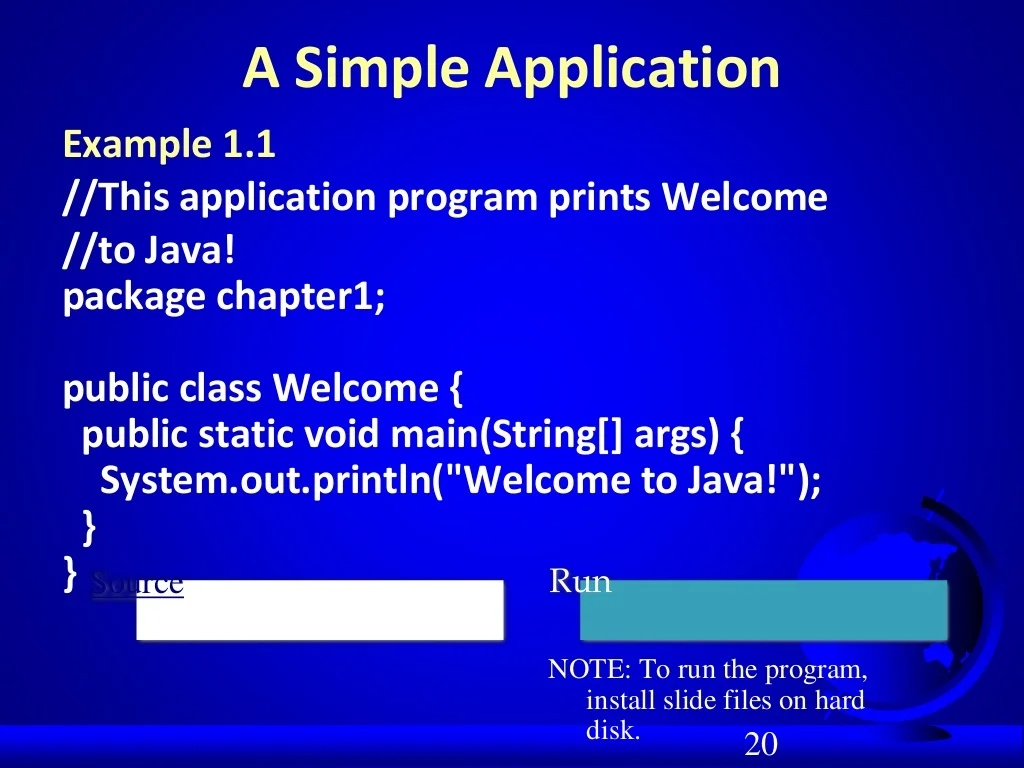 A Simple Application
Example 1.1
//This application program prints Welcome
//to Java!
package chapter1;
public class Welcome {
public static void main(String[] args) {
System.out.println("Welcome to Java!");
}
}
Source
Run
NOTE: To run the program,
install slide files on hard
disk.
20